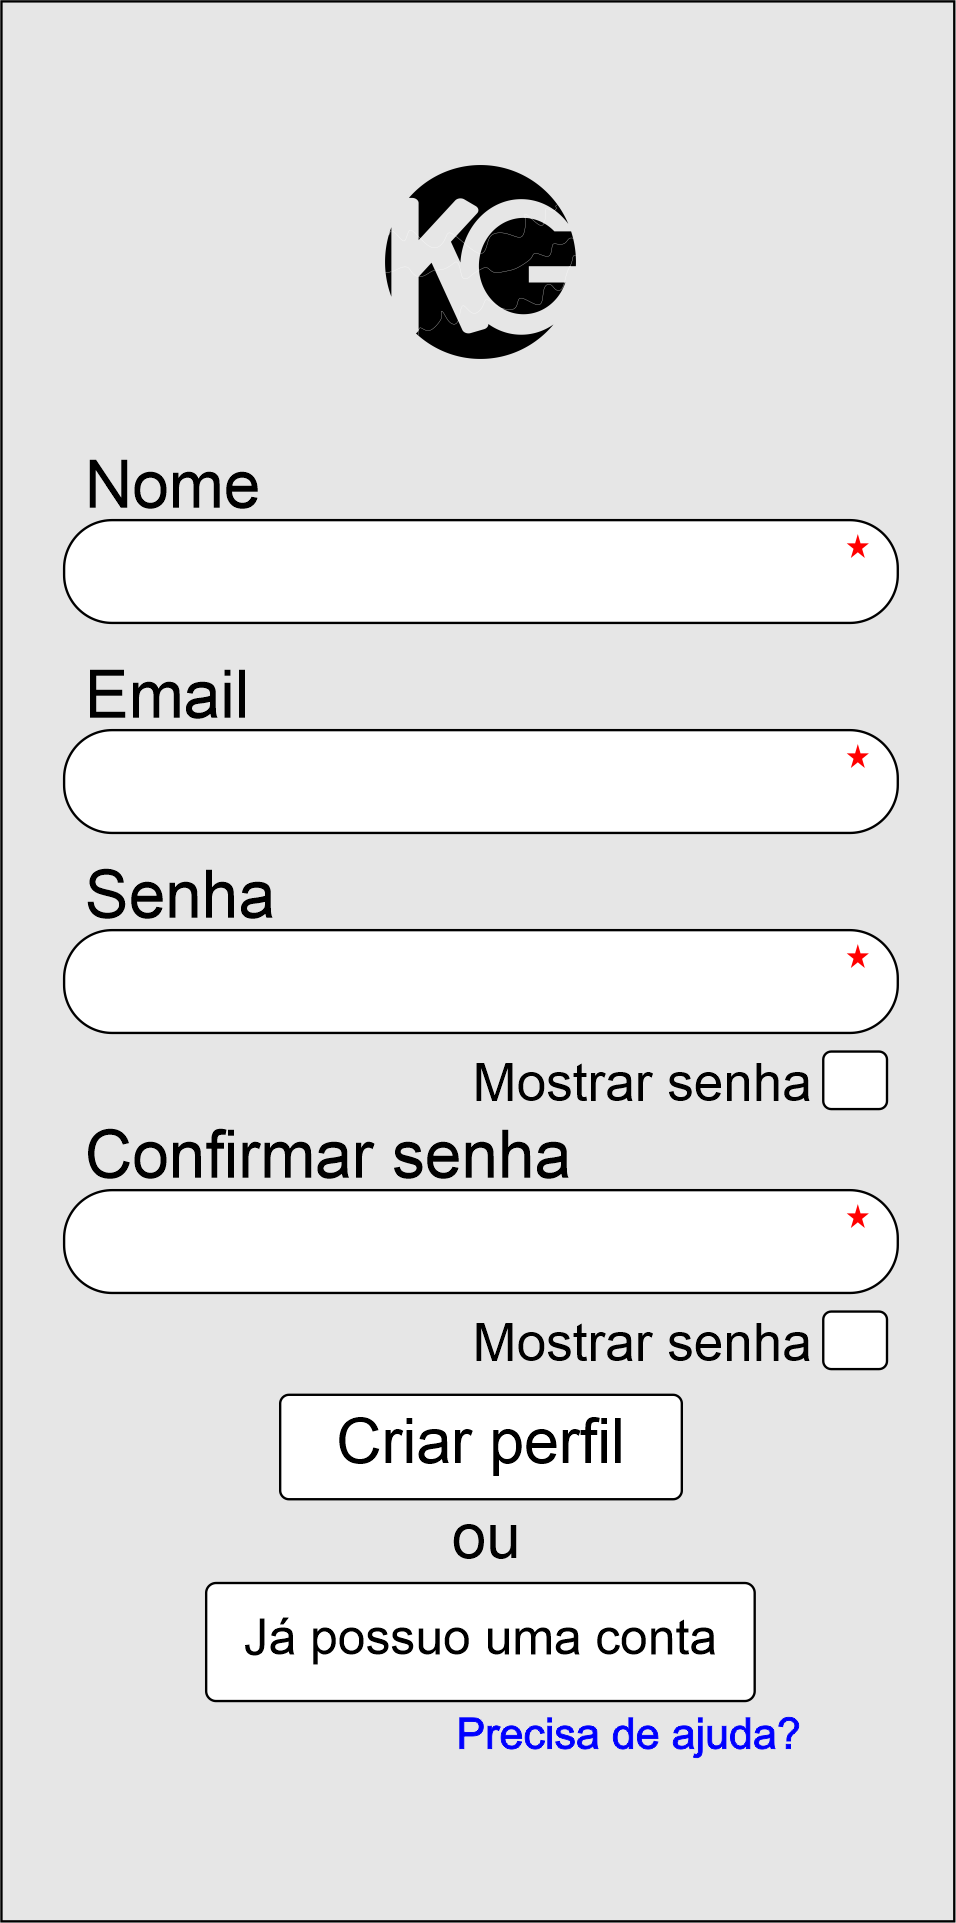 KG
Nome
Email
Senha
Mostrar senha
Confirmar senha
Mostrar senha
Criar perfil
ou
Já possuo uma conta
Precisa de ajuda?